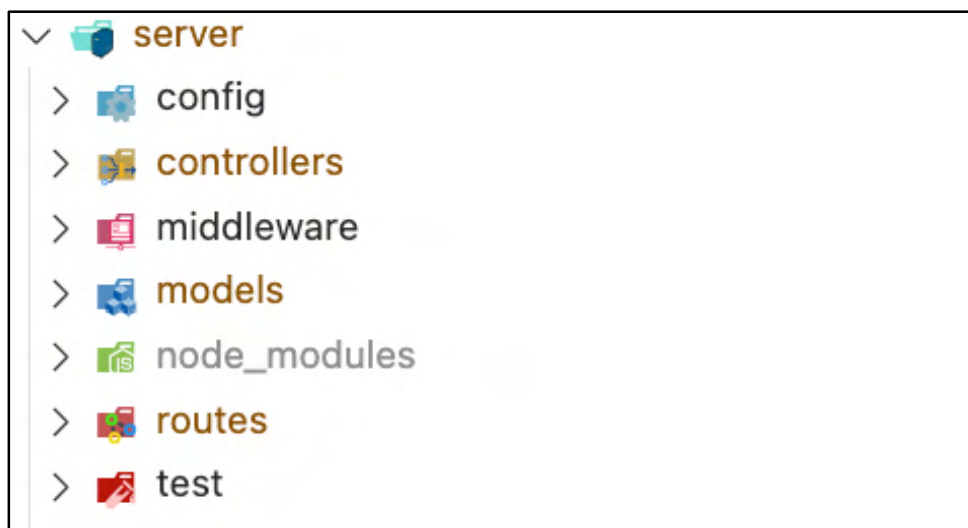 server
config
controllers
middleware
models
node_modules
routes
test